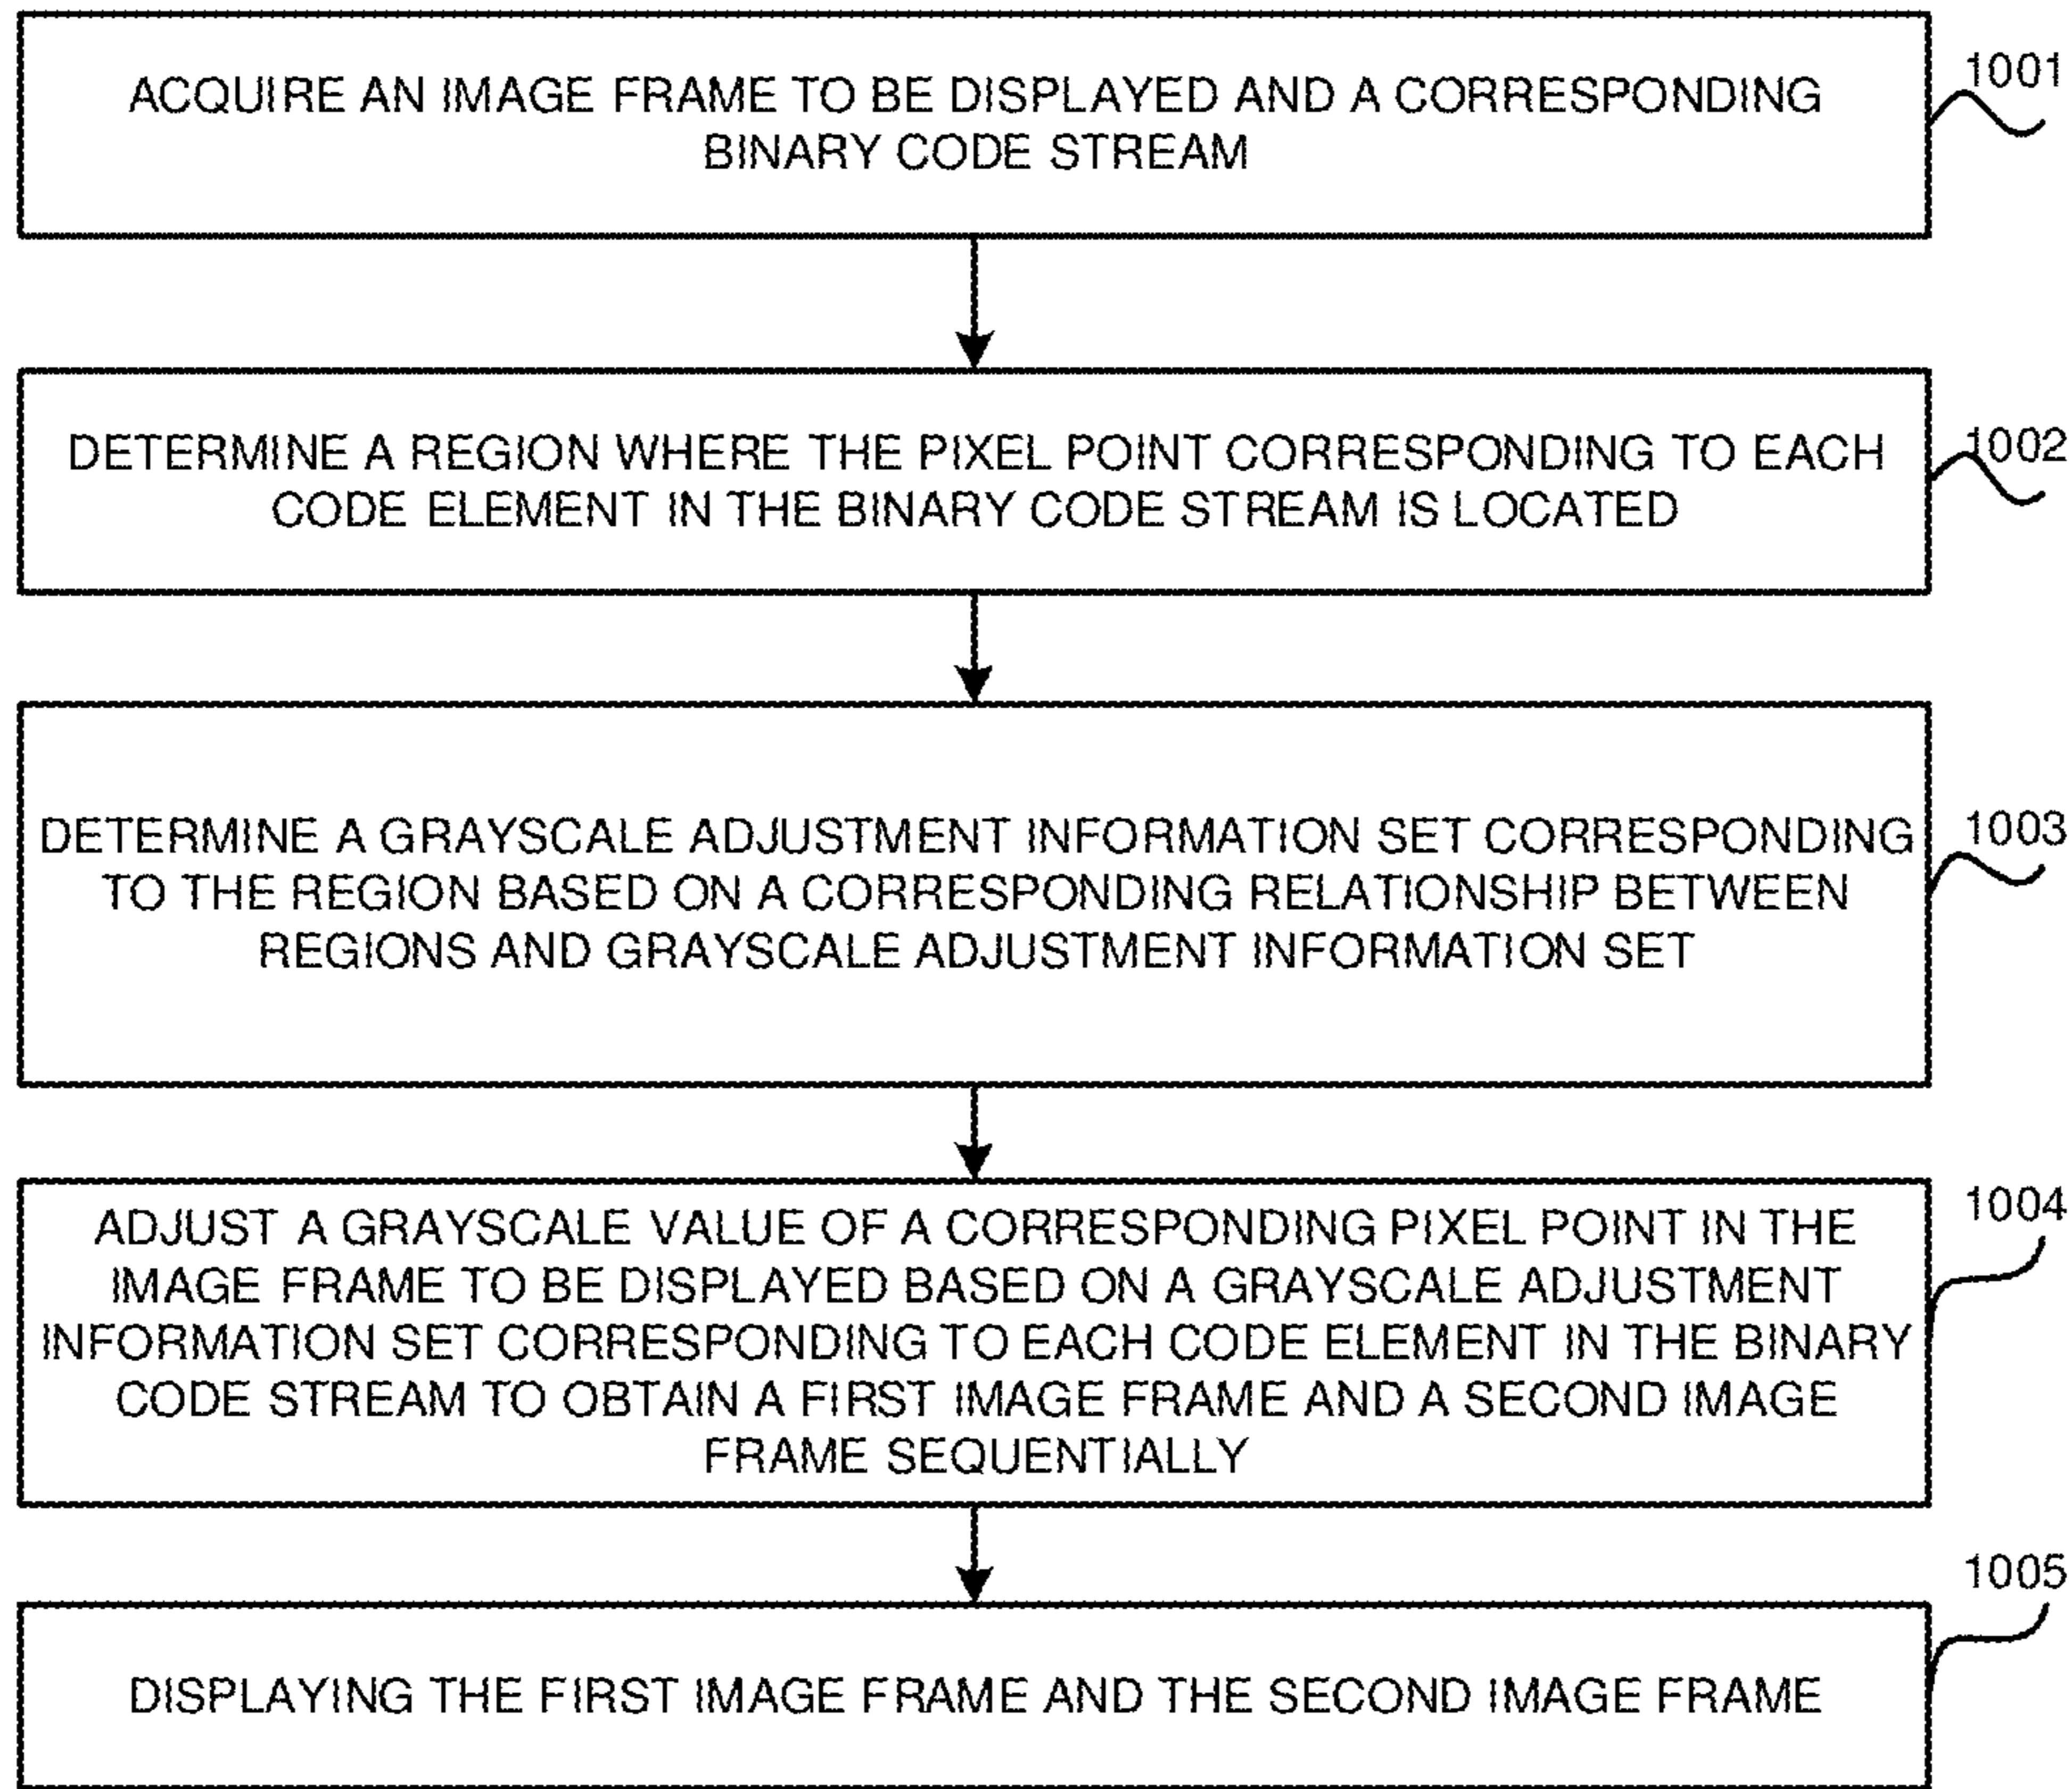 ACQUIRE AN IMAGE FRAME TO BE DISPLAYED AND A CORRESPONDING
BINARY CODE STREAM
1001
DETERMINE A REGION WHERE THE PIXEL POINT CORRESPONDING TO EACH
CODE ELEMENT IN THE BINARY CODE STREAM IS LOCATED
1002
DETERMINE A GRAYSCALE ADJUSTMENT INFORMATION SET CORRESPONDING
TO THE REGION BASED ON A CORRESPONDING RELATIONSHIP BETWEEN
REGIONS AND GRAYSCALE ADJUSTMENT INFORMATION SET
1003
ADJUST A GRAYSCALE VALUE OF A CORRESPONDING PIXEL POINT IN THE
IMAGE FRAME TO BE DISPLAYED BASED ON A GRAYSCALE ADJUSTMENT
INFORMATION SET CORRESPONDING TO EACH CODE ELEMENT IN THE BINARY
CODE STREAM TO OBTAIN A FIRST IMAGE FRAME AND A SECOND IMAGE
FRAME SEQUENTIALLY
1004
DISPLAYING THE FIRST IMAGE FRAME AND THE SECOND IMAGE FRAME
1005